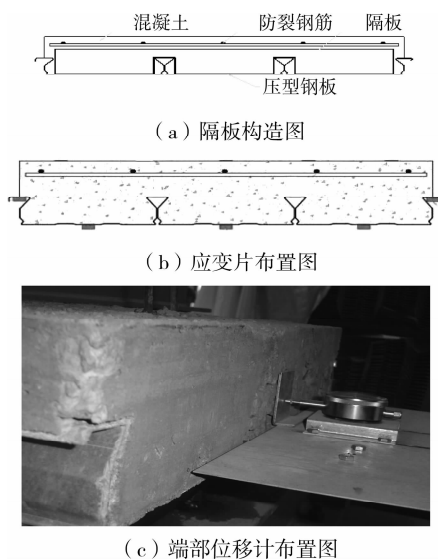 混凝土 防裂钢筋 隔板
压型钢板
(a)隔板构造图
(b)应变片布置图
(c)端部位移计布置图